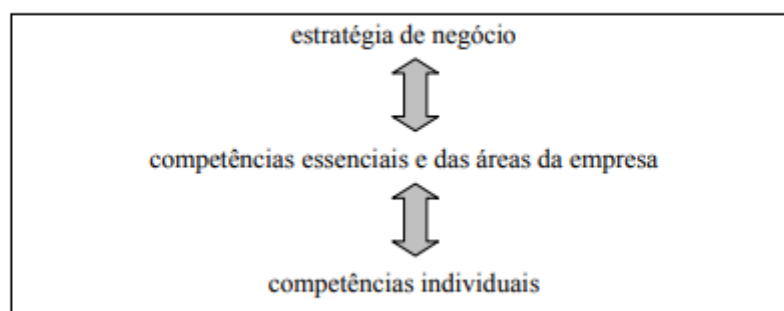 estratégia de negócio
competências essenciais e das áreas da empresa
competências individuais